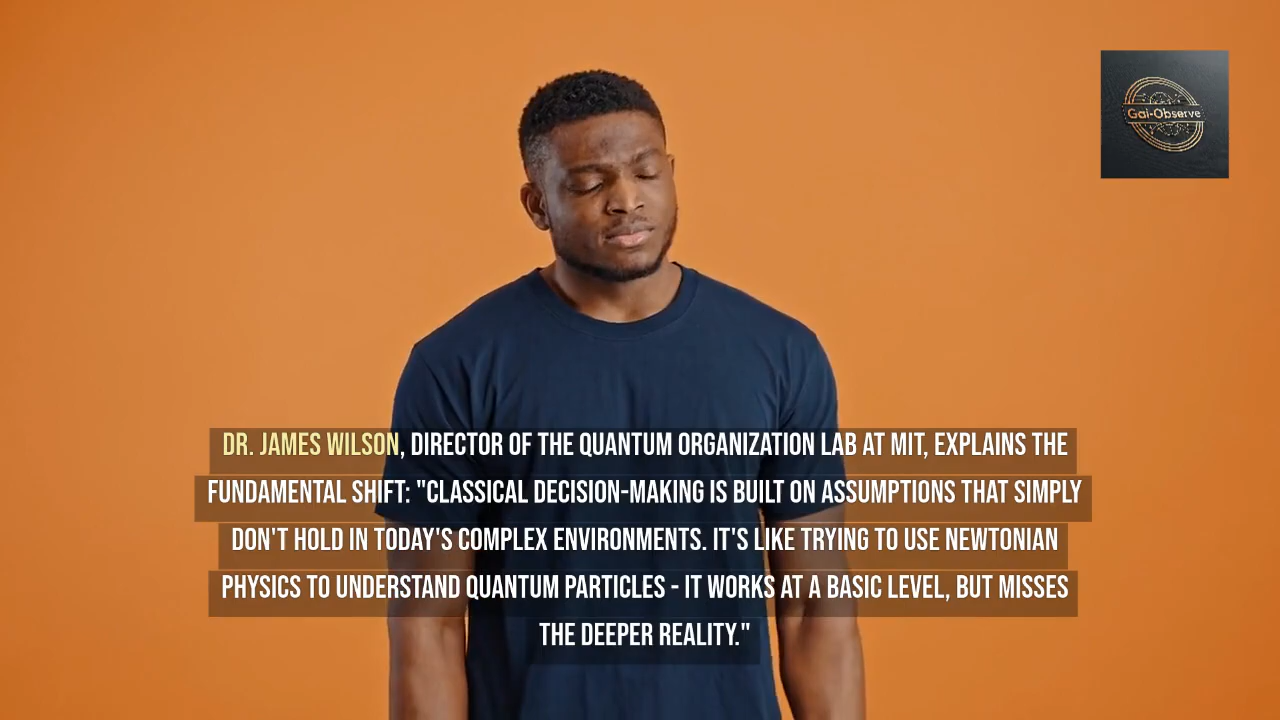 Gai-Observe
DR. JAMES WILSON, DIRECTOR OF THE QUANTUM ORGANIZATION LAB AT MIT, EXPLAINS THE
FUNDAMENTAL SHIFT: "CLASSICAL DECISION-MAKING IS BUILT ON ASSUMPTIONS THAT SIMPLY
DON'T HOLD IN TODAY'S COMPLEX ENVIRONMENTS. IT'S LIKE TRYING TO USE NEWTONIAN
PHYSICS TO UNDERSTAND QUANTUM PARTICLES - IT WORKS AT A BASIC LEVEL, BUT MISSES
THE DEEPER REALITY."